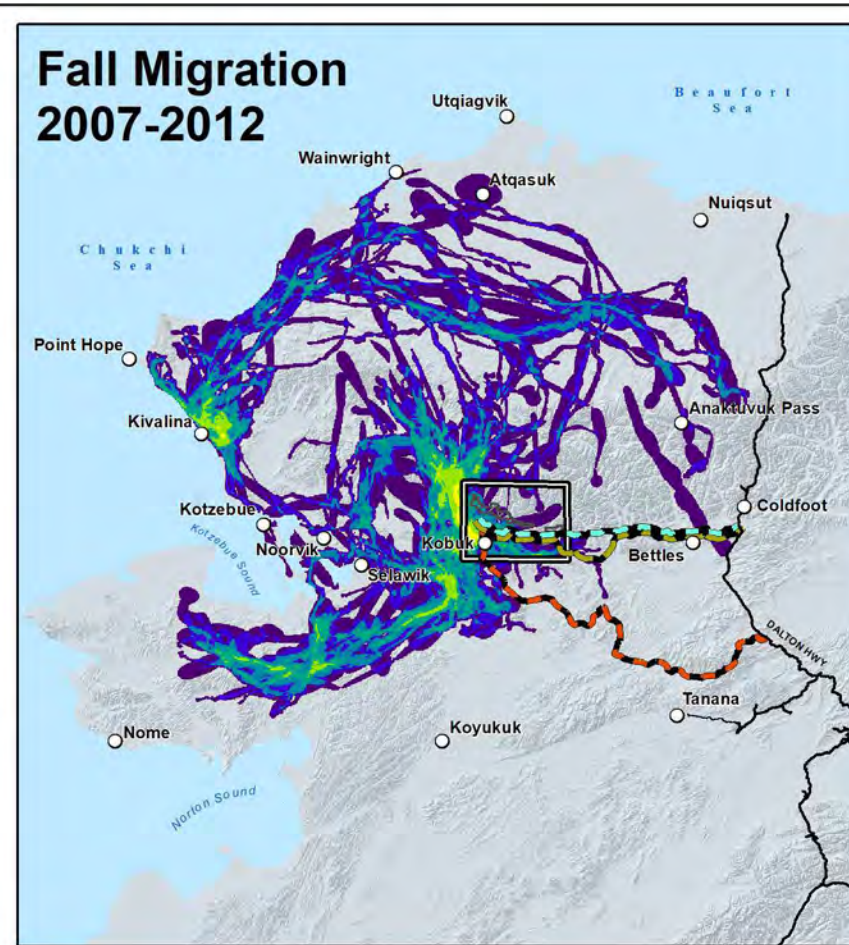 Fall Migration
2007-2012
Beaufort
Sea
Utqiagvik
Wainwright
Atqasuk
Nuiqsut
Chukchi
Sea
Point Hope
Kivalina
Anaktuvuk Pass
Kotzebue
Coldfoot
Kotzebue Sound
Noorvik
Kobuk
Bettles
Selawik
DALTON HWY
Tanana
Nome
Koyukuk
Norton Sound